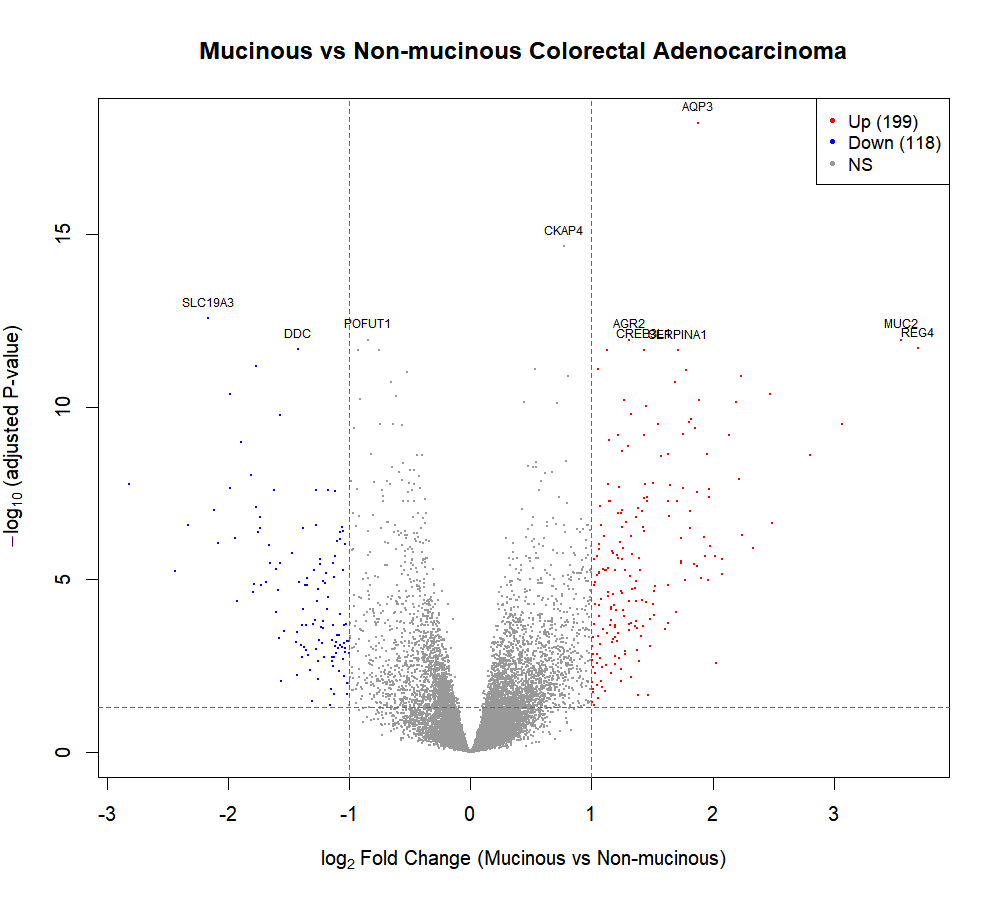 Mucinous vs Non-mucinous Colorectal Adenocarcinoma
AQP3
Up (199)
Down (118)
NS
CKAP4
SLC19A3
DDC
POFUT1
AGR2
SERPINA1
MUC2
REG4
15
10
5
0
−log10 (adjusted P-value)
-3 -2 -1 0 1 2 3
log2 Fold Change (Mucinous vs Non-mucinous)